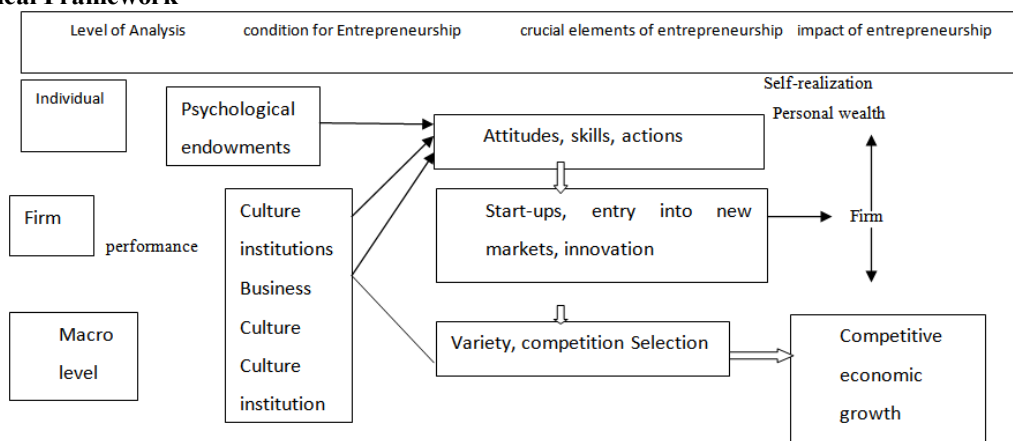 Level of Analysis condition for Entrepreneurship crucial elements of entrepreneurship impact of entrepreneurship
Individual
Psychological
endowments
Attitudes, skills, actions
Self-realization
Personal wealth
Firm
performance
Culture
institutions
Business
Culture
Culture
institution
Start-ups, entry into new
markets, innovation
Firm
Macro
level
Variety, competition Selection
Competitive
economic
growth